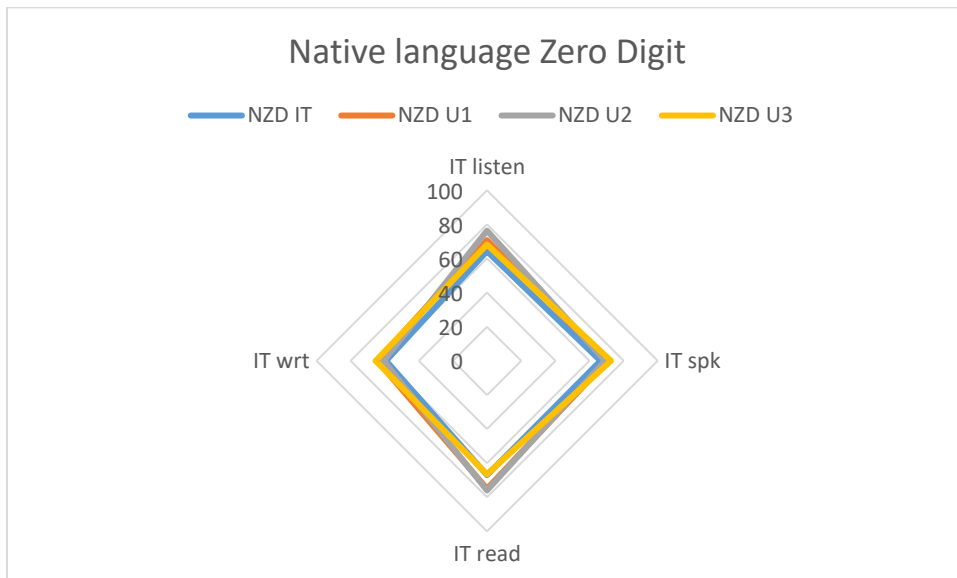 Native language Zero Digit
NZD IT NZD U1 NZD U2 NZD U3
IT listen
100
80
60
40
20
0
IT wrt
IT spk
IT read